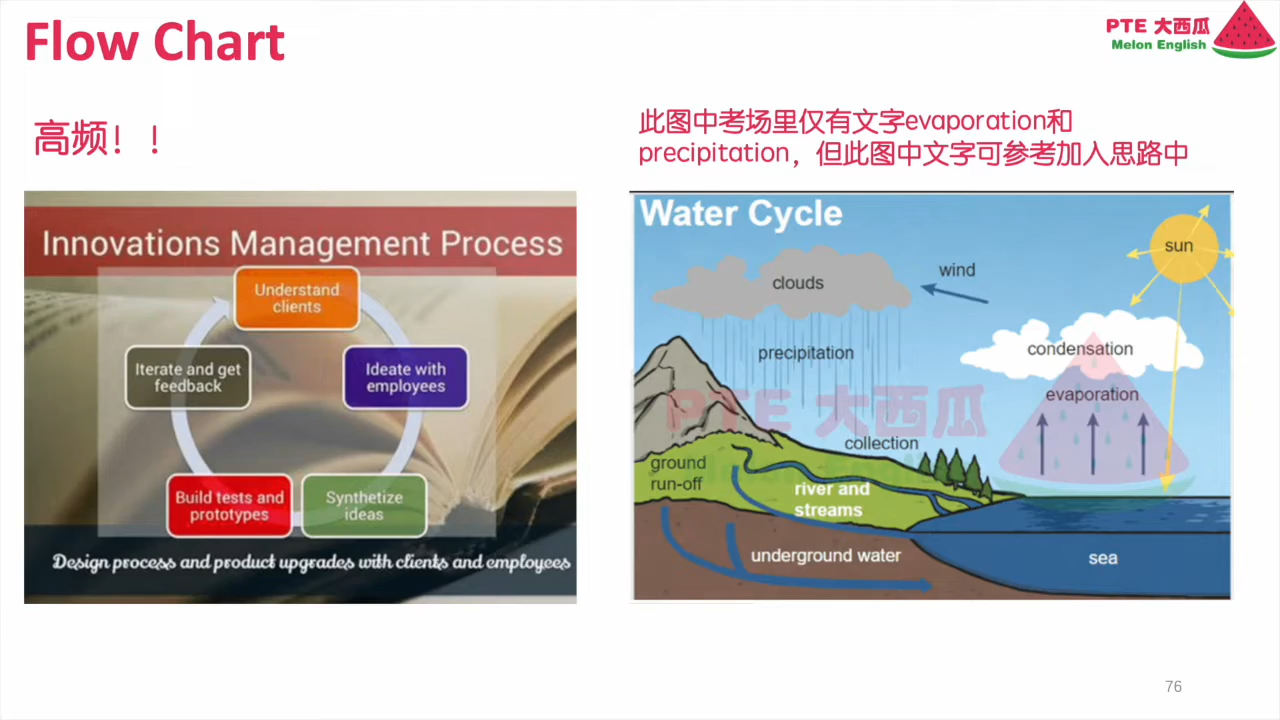 Flow Chart
PTE 大西瓜
Melon English
高频！！
此图中考场里仅有文字evaporation和
precipitation，但此图中文字可参考加入思路中
Innovations Management Process
Understand
clients
Iterate and get
feedback
Ideate with
employees
Build tests and
prototypes
Synthetize
ideas
Design process and product upgrades with clients and employees
Water Cycle
sun
wind
clouds
condensation
precipitation
evaporation
PTE 大西瓜
collection
ground
run-off
river and
streams
underground water
sea
76